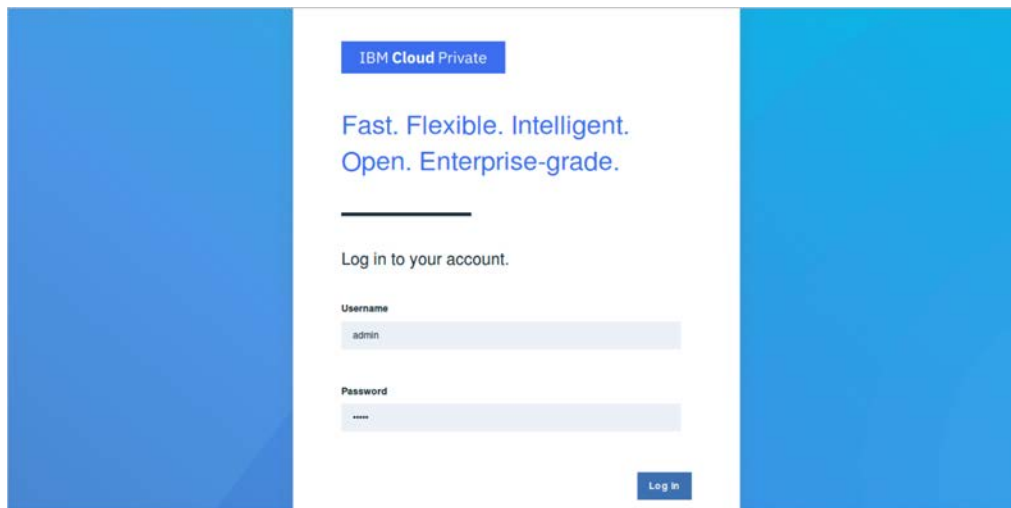 IBM Cloud Private
Fast. Flexible. Intelligent.
Open. Enterprise-grade.
Log in to your account.
Username
admin
Password
•••••
Log In